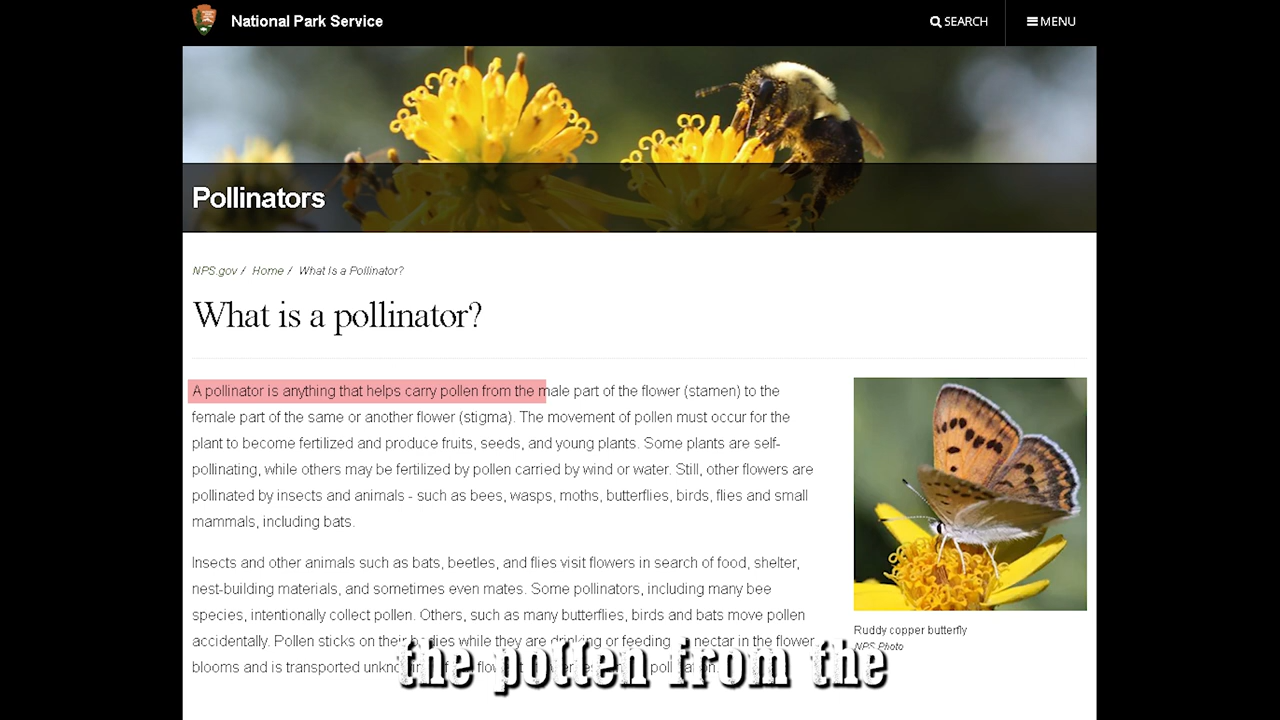 National Park Service
SEARCH
MENU
Pollinators
NPS.gov / Home / What Is a Pollinator?
What is a pollinator?
A pollinator is anything that helps carry pollen from the male part of the flower (stamen) to the
female part of the same or another flower (stigma). The movement of pollen must occur for the
plant to become fertilized and produce fruits, seeds, and young plants. Some plants are self-
pollinating, while others may be fertilized by pollen carried by wind or water. Still, other flowers are
pollinated by insects and animals - such as bees, wasps, moths, butterflies, birds, flies and small
mammals, including bats.
Insects and other animals such as bats, beetles, and flies visit flowers in search of food, shelter,
nest-building materials, and sometimes even mates. Some pollinators, including many bee
species, intentionally collect pollen. Others, such as many butterflies, birds and bats move pollen
accidentally. Pollen sticks on their bodies while they are drinking or feeding nectar in the flower
blooms and is transported
Ruddy copper butterfly
NPS Photo
the pollen from the